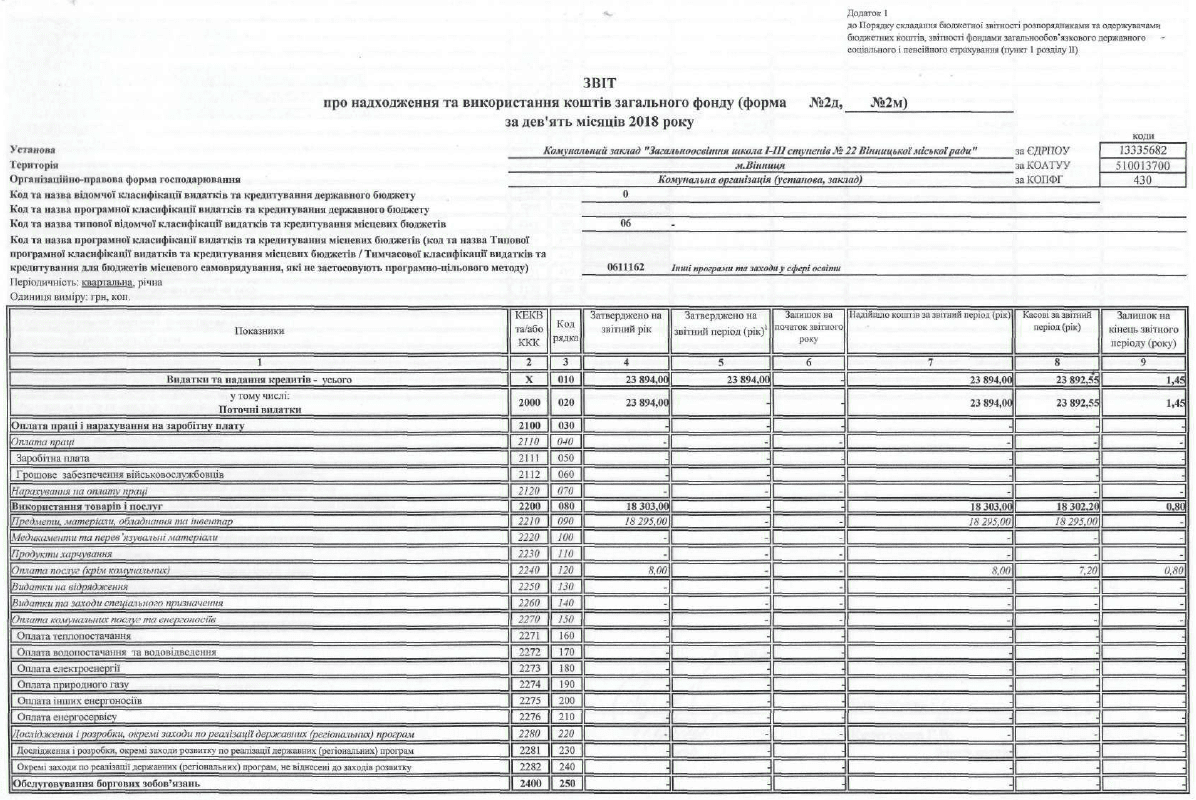 Додаток 1
до Порядку складання бюджетної звітності розпорядниками та одержувачами
бюджетних коштів, звітності фондами загальнообов'язкового державного
соціального і пенсійного страхування (пункт 1 розділу II)
ЗВІТ
про надходження та використання коштів загального фонду (форма №2д, №2м)
за дев'ять місяців 2018 року
коди
Установа Комунальний заклад "Загальноосвітня школа І-ІІІ ступенів № 22 Вінницької міської ради" за ЄДРПОУ 13335682
Територія м.Вінниця за КОАТУУ 510013700
Організаційно-правова форма господарювання Комунальна організація (установа, заклад) за КОПФГ 430
Код та назва відомчої класифікації видатків та кредитування державного бюджету 0
Код та назва програмної класифікації видатків та кредитування державного бюджету
Код та назва типової відомчої класифікації видатків та кредитування місцевих бюджетів 06 -
Код та назва програмної класифікації видатків та кредитування місцевих бюджетів (код та назва Типової
програмної класифікації видатків та кредитування місцевих бюджетів / Тимчасової класифікації видатків та
кредитування для бюджетів місцевого самоврядування, які не застосовують програмно-цільового методу) 0611162 Інші програми та заходи у сфері освіти
Періодичність: квартальна, річна
Одиниця виміру: грн, коп.
Показники КЕКВ та/або ККК Код рядка Затверджено на звітний рік Затверджено на звітний період (рік)¹ Залишок на початок звітного року Надійшло коштів за звітний період (рік) Касові за звітний період (рік) Залишок на кінець звітного періоду (року)
1 2 3 4 5 6 7 8 9
Видатки та надання кредитів - усього X 010 23 894,00 23 894,00 - 23 894,00 23 892,55 1,45
у тому числі:
Поточні видатки 2000 020 23 894,00 - - 23 894,00 23 892,55 1,45
Оплата праці і нарахування на заробітну плату 2100 030 - - - - - -
Оплата праці 2110 040 - - - - - -
Заробітна плата 2111 050 - - - - - -
Грошове забезпечення військовослужбовців 2112 060 - - - - - -
Нарахування на оплату праці 2120 070 - - - - - -
Використання товарів і послуг 2200 080 18 303,00 - - 18 303,00 18 302,20 0,80
Предмети, матеріали, обладнання та інвентар 2210 090 18 295,00 - - 18 295,00 18 295,00 -
Медикаменти та перев'язувальні матеріали 2220 100 - - - - - -
Продукти харчування 2230 110 - - - - - -
Оплата послуг (крім комунальних) 2240 120 8,00 - - 8,00 7,20 0,80
Видатки на відрядження 2250 130 - - - - - -
Видатки та заходи спеціального призначення 2260 140 - - - - - -
Оплата комунальних послуг та енергоносіїв 2270 150 - - - - - -
Оплата теплопостачання 2271 160 - - - - - -
Оплата водопостачання та водовідведення 2272 170 - - - - - -
Оплата електроенергії 2273 180 - - - - - -
Оплата природного газу 2274 190 - - - - - -
Оплата інших енергоносіїв 2275 200 - - - - - -
Оплата енергосервісу 2276 210 - - - - - -
Дослідження і розробки, окремі заходи по реалізації державних (регіональних) програм 2280 220 - - - - - -
Дослідження і розробки, окремі заходи розвитку по реалізації державних (регіональних) програм 2281 230 - - - - - -
Окремі заходи по реалізації державних (регіональних) програм, не віднесені до заходів розвитку 2282 240 - - - - - -
Обслуговування боргових зобов'язань 2400 250 - - - - - -